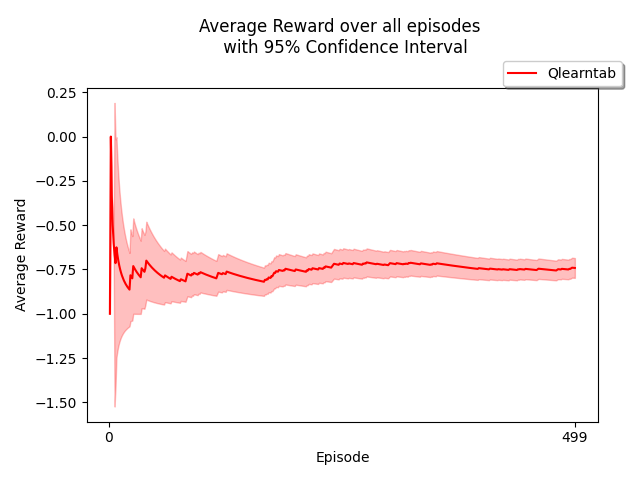 Average Reward over all episodes
with 95% Confidence Interval
Qlearntab
0.25
0.00
−0.25
−0.50
−0.75
−1.00
−1.25
−1.50
Average Reward
0
499
Episode